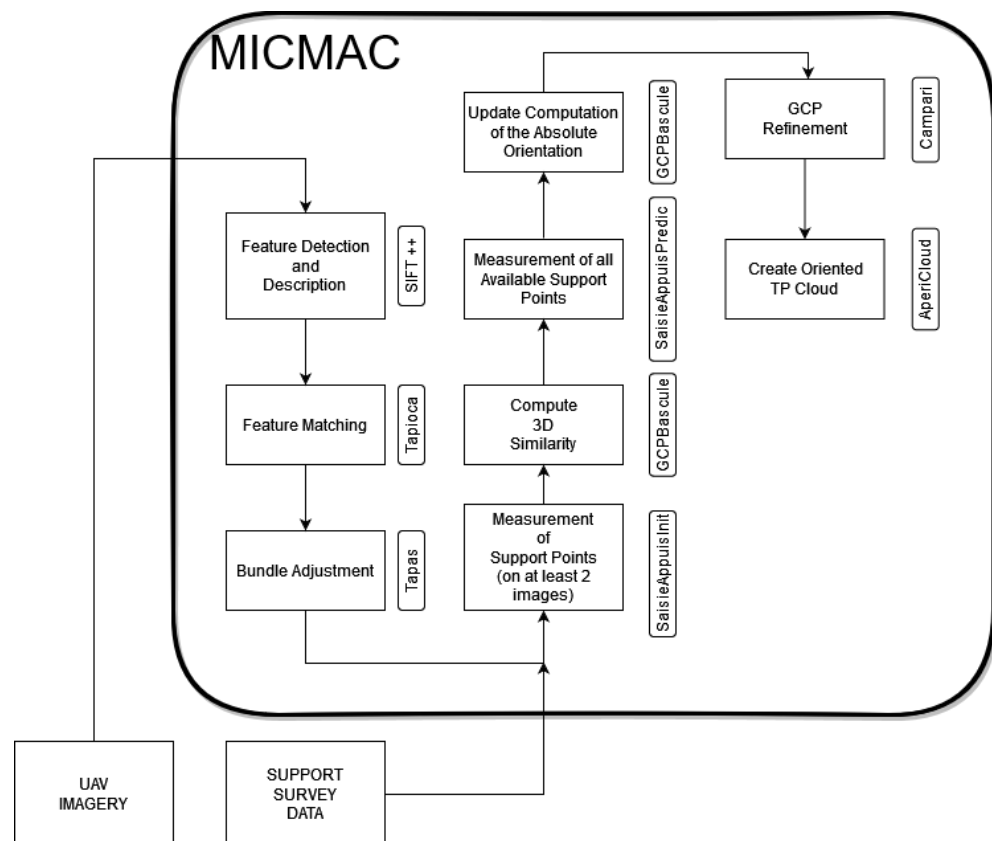 MICMAC
Feature Detection
and
Description
SIFT ++
Feature Matching
Tapioca
Bundle Adjustment
Tapas
Update Computation
of the Absolute
Orientation
GCPBascule
Measurement of all
Available Support
Points
SaisieAppuisPredic
Compute
3D
Similarity
GCPBascule
Measurement
of
Support Points
(on at least 2
images)
SaisieAppuisInit
GCP
Refinement
Campari
Create Oriented
TP Cloud
AperiCloud
UAV
IMAGERY
SUPPORT
SURVEY
DATA